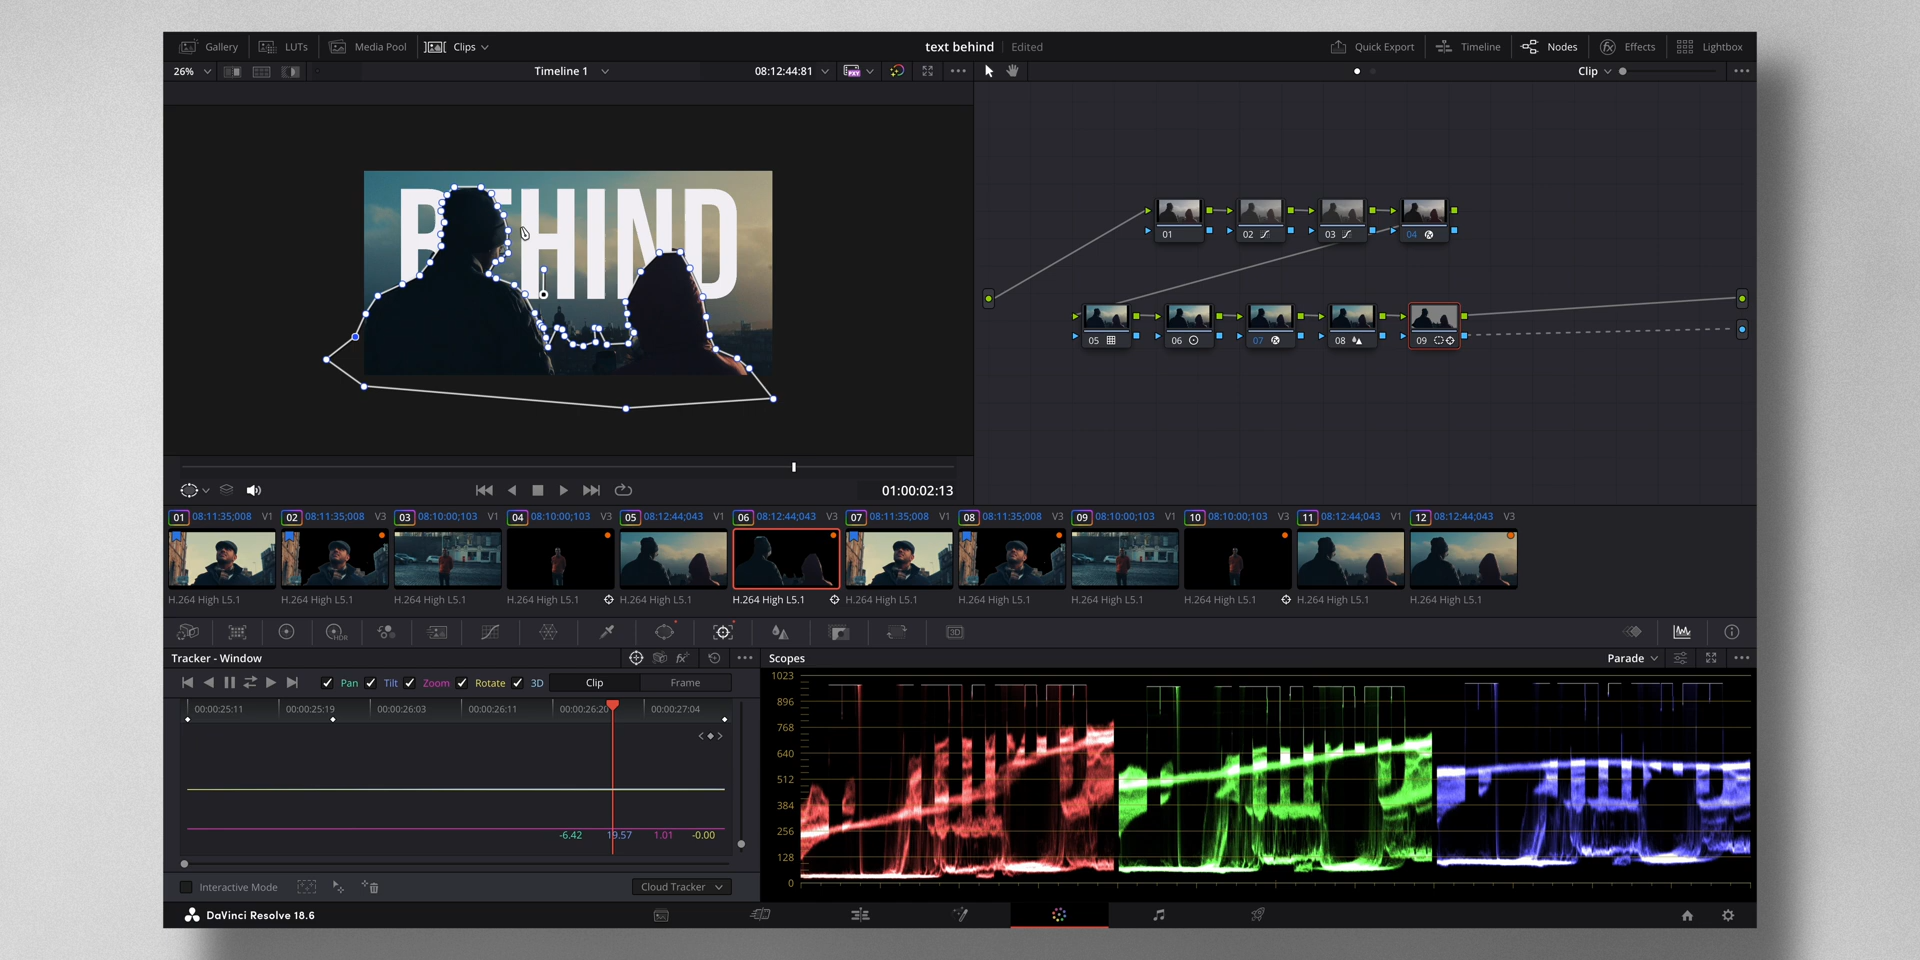 Gallery LUTs Media Pool Clips text behind Edited Quick Export Timeline Nodes Effects Lightbox
26% Timeline 1 08:12:44:81 PXY Clip
BEHIND
01 02 03 04
05 06 07 08 09
01:00:02:13
01 08:11:35;008 V1 02 08:11:35;008 V3 03 08:10:00;103 V1 04 08:10:00;103 V3 05 08:12:44;043 V1 06 08:12:44;043 V3 07 08:11:35;008 V1 08 08:11:35;008 V3 09 08:10:00;103 V1 10 08:10:00;103 V3 11 08:12:44;043 V1 12 08:12:44;043 V3
H.264 High L5.1 H.264 High L5.1 H.264 High L5.1 H.264 High L5.1 H.264 High L5.1 H.264 High L5.1 H.264 High L5.1 H.264 High L5.1 H.264 High L5.1 H.264 High L5.1 H.264 High L5.1 H.264 High L5.1
HDR 3D
Tracker - Window Scopes Parade
Pan Tilt Zoom Rotate 3D Clip Frame
00:00:25:11 00:00:25:19 00:00:26:03 00:00:26:11 00:00:26:20 00:00:27:04
-6.42 19.57 1.01 -0.00
1023
896
768
640
512
384
256
128
0
Interactive Mode Cloud Tracker
DaVinci Resolve 18.6